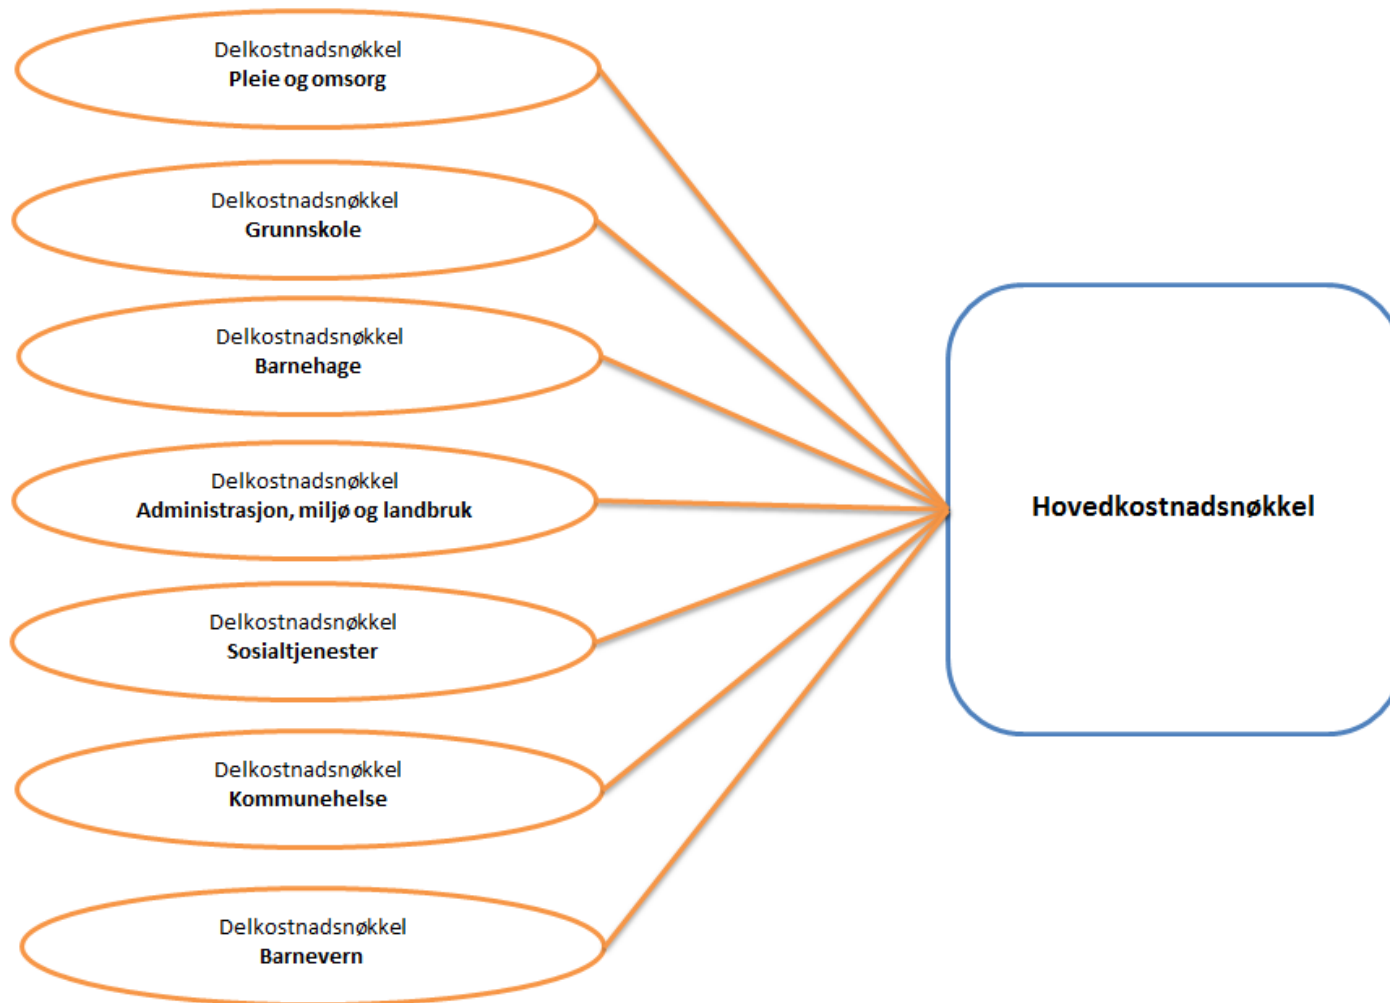 Delkostnadsnøkkel
Pleie og omsorg
Delkostnadsnøkkel
Grunnskole
Delkostnadsnøkkel
Barnehage
Delkostnadsnøkkel
Administrasjon, miljø og landbruk
Delkostnadsnøkkel
Sosialtjenester
Delkostnadsnøkkel
Kommunehelse
Delkostnadsnøkkel
Barnevern
Hovedkostnadsnøkkel